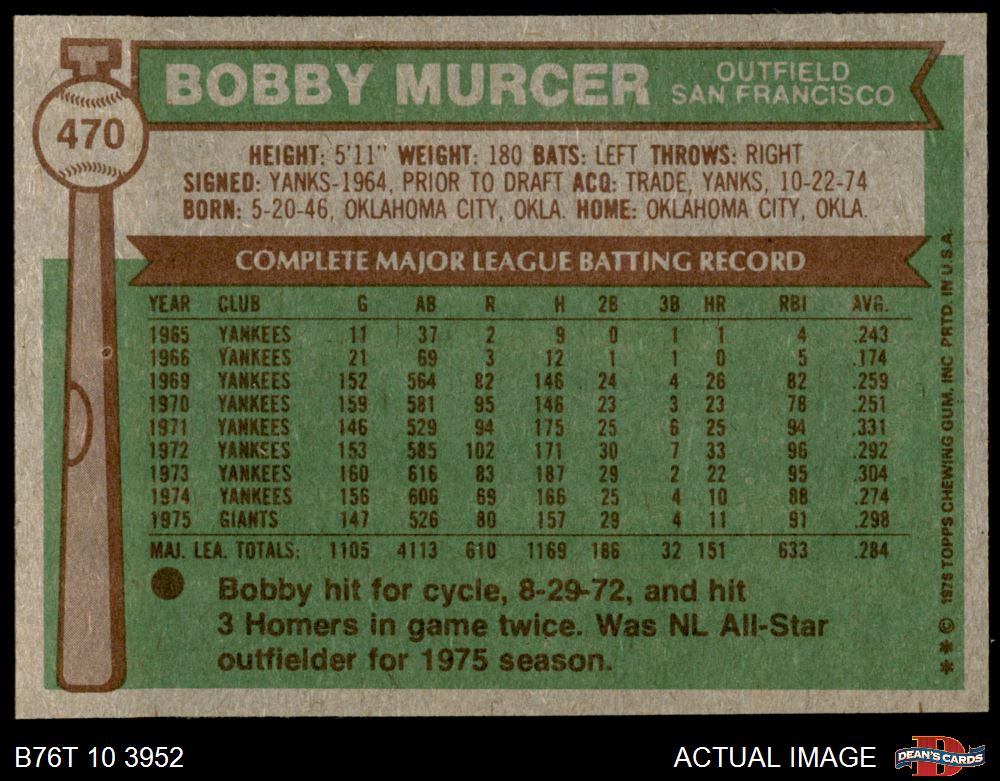 BOBBY MURCER
OUTFIELD
SAN FRANCISCO
470
HEIGHT: 5'11" WEIGHT: 180 BATS: LEFT THROWS: RIGHT
SIGNED: YANKS-1964, PRIOR TO DRAFT ACQ: TRADE, YANKS, 10-22-74
BORN: 5-20-46, OKLAHOMA CITY, OKLA. HOME: OKLAHOMA CITY, OKLA.
COMPLETE MAJOR LEAGUE BATTING RECORD
YEAR CLUB G AB R H 2B 3B HR RBI AVG.
1965 YANKEES 11 37 2 9 0 1 1 4 .243
1966 YANKEES 21 69 3 12 1 1 0 5 .174
1969 YANKEES 152 564 82 146 24 4 26 82 .259
1970 YANKEES 159 581 95 146 23 3 23 78 .251
1971 YANKEES 146 529 94 175 25 6 25 94 .331
1972 YANKEES 153 585 102 171 30 7 33 96 .292
1973 YANKEES 160 616 83 187 29 2 22 95 .304
1974 YANKEES 156 606 69 166 25 4 10 88 .274
1975 GIANTS 147 526 80 157 29 4 11 91 .298
MAJ. LEA. TOTALS: 1105 4113 610 1169 186 32 151 633 .284
Bobby hit for cycle, 8-29-72, and hit
3 Homers in game twice. Was NL All-Star
outfielder for 1975 season.
** © 1976 TOPPS CHEWING GUM, INC PRTD. IN U.S.A.
B76T 10 3952
ACTUAL IMAGE
D
DEAN'S CARDS